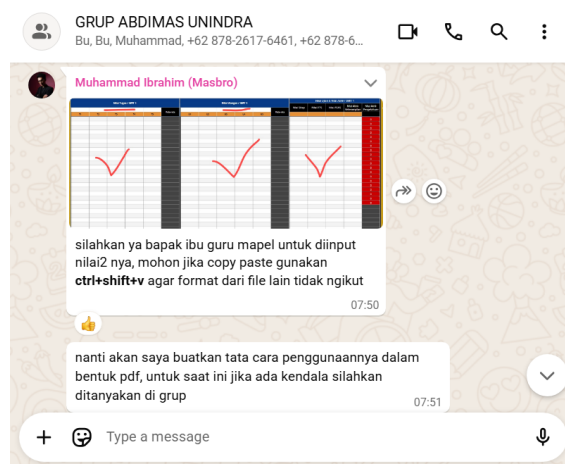 GRUP ABDIMAS UNINDRA
Bu, Bu, Muhammad, +62 878-2617-6461, +62 878-6...
Muhammad Ibrahim (Masbro)
silahkan ya bapak ibu guru mapel untuk diinput
nilai2 nya, mohon jika copy paste gunakan
ctrl+shift+v agar format dari file lain tidak ngikut
07:50
nanti akan saya buatkan tata cara penggunaannya dalam
bentuk pdf, untuk saat ini jika ada kendala silahkan
ditanyakan di grup
07:51
Type a message